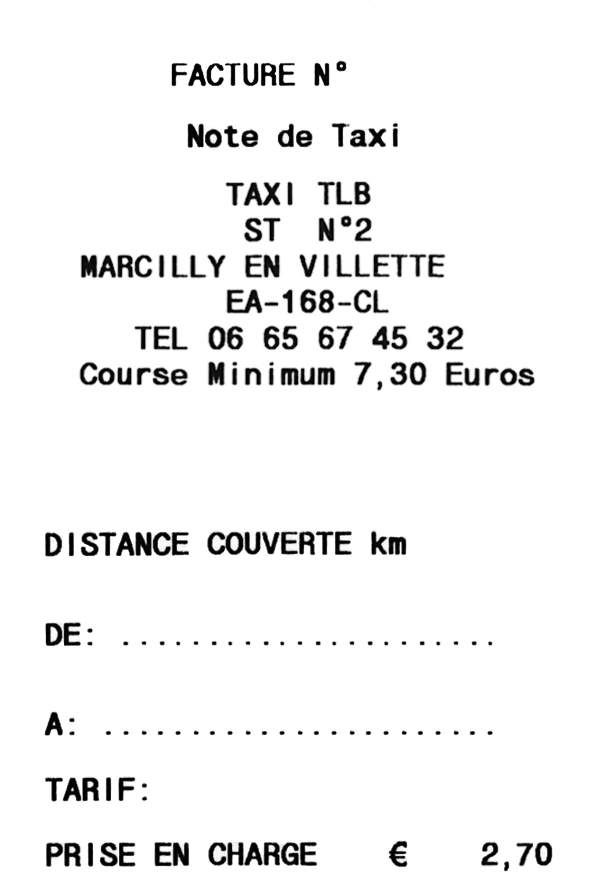 FACTURE N°
Note de Taxi
TAXI TLB
ST N°2
MARCILLY EN VILLETTE
EA-168-CL
TEL 06 65 67 45 32
Course Minimum 7,30 Euros
DISTANCE COUVERTE km
DE: ......................
A: .......................
TARIF:
PRISE EN CHARGE € 2,70